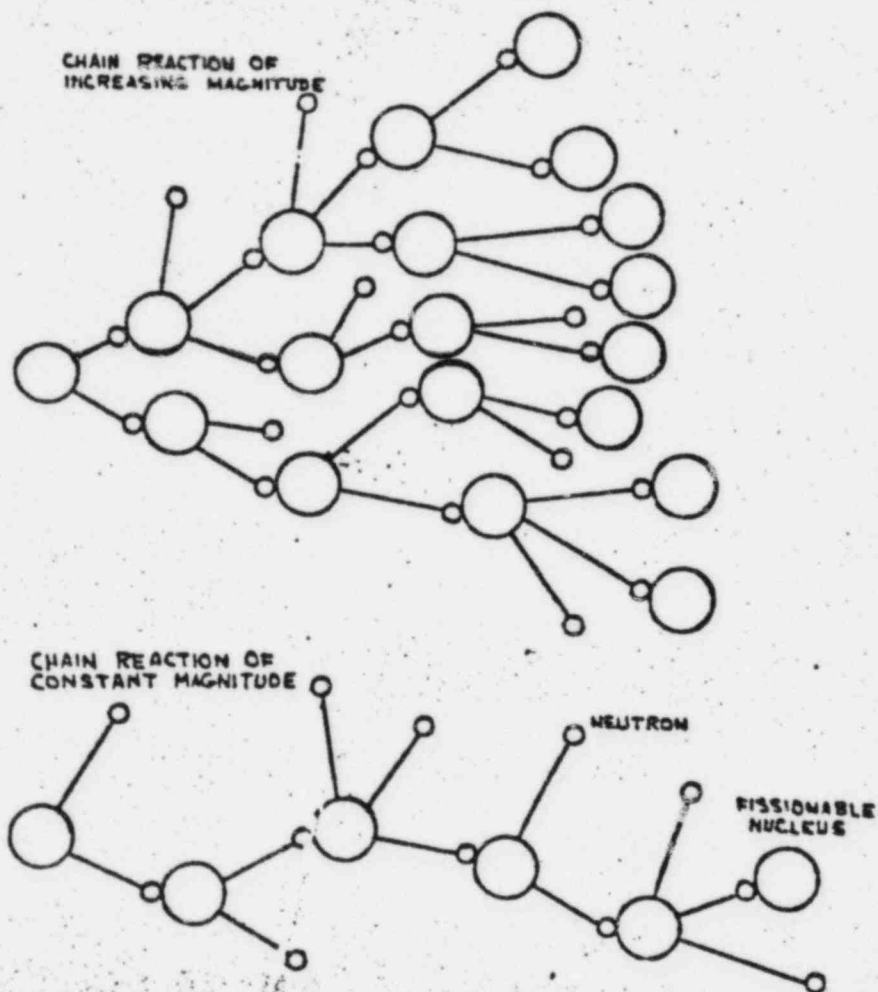 CHAIN REACTION OF
INCREASING MAGNITUDE
CHAIN REACTION OF
CONSTANT MAGNITUDE
NEUTRON
FISSIONABLE
NUCLEUS